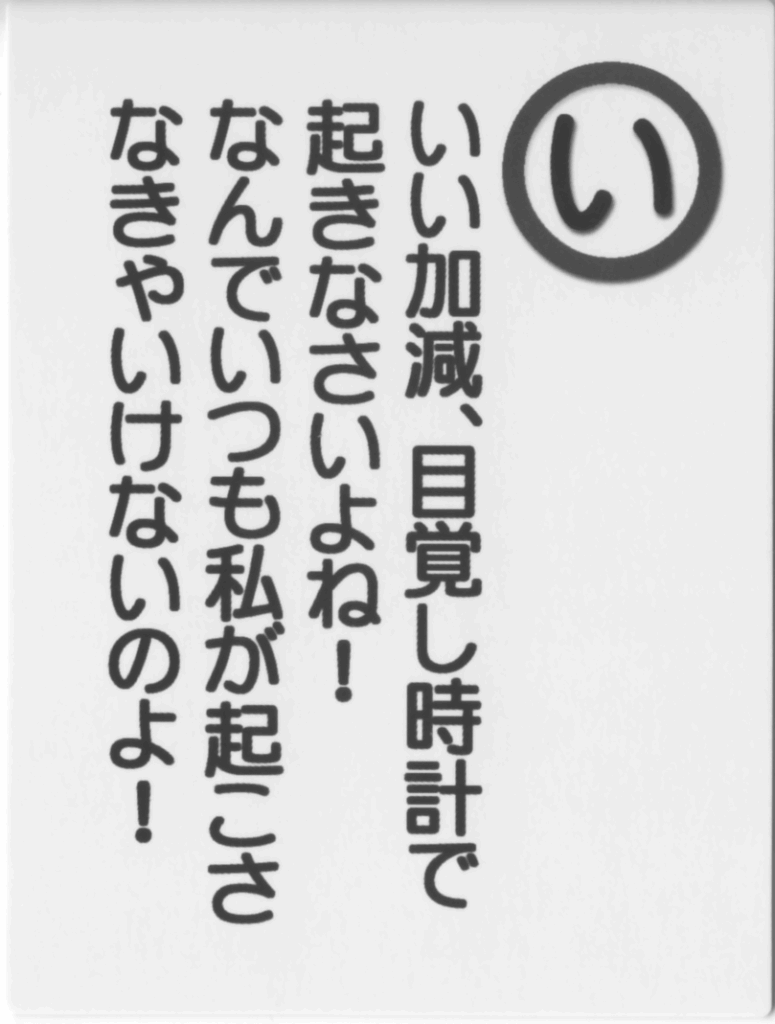 い
いい加減、目覚し時計で
起きなさいよね！
なんでいつも私が起こさ
なきゃいけないのよ！